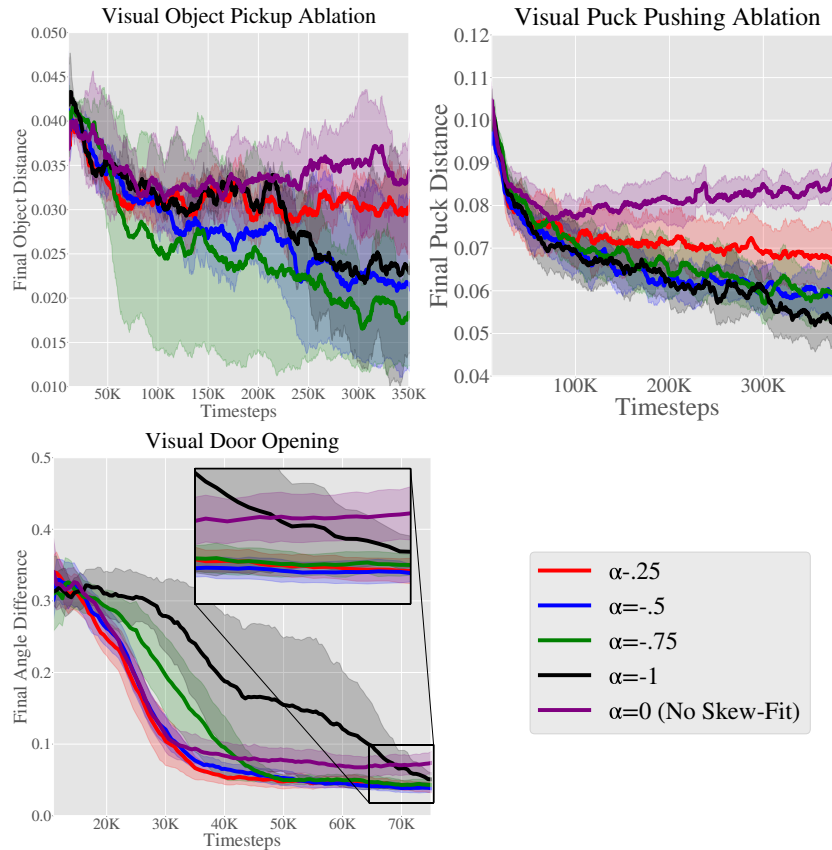 Visual Object Pickup Ablation
0.050
0.045
0.040
0.035
0.030
0.025
0.020
0.015
0.010
Final Object Distance
50K 100K 150K 200K 250K 300K 350K
Timesteps
Visual Puck Pushing Ablation
0.12
0.11
0.10
0.09
0.08
0.07
0.06
0.05
0.04
Final Puck Distance
100K 200K 300K
Timesteps
Visual Door Opening
0.5
0.4
0.3
0.2
0.1
0.0
Final Angle Difference
20K 30K 40K 50K 60K 70K
Timesteps
α-.25
α=-.5
α=-.75
α=-1
α=0 (No Skew-Fit)